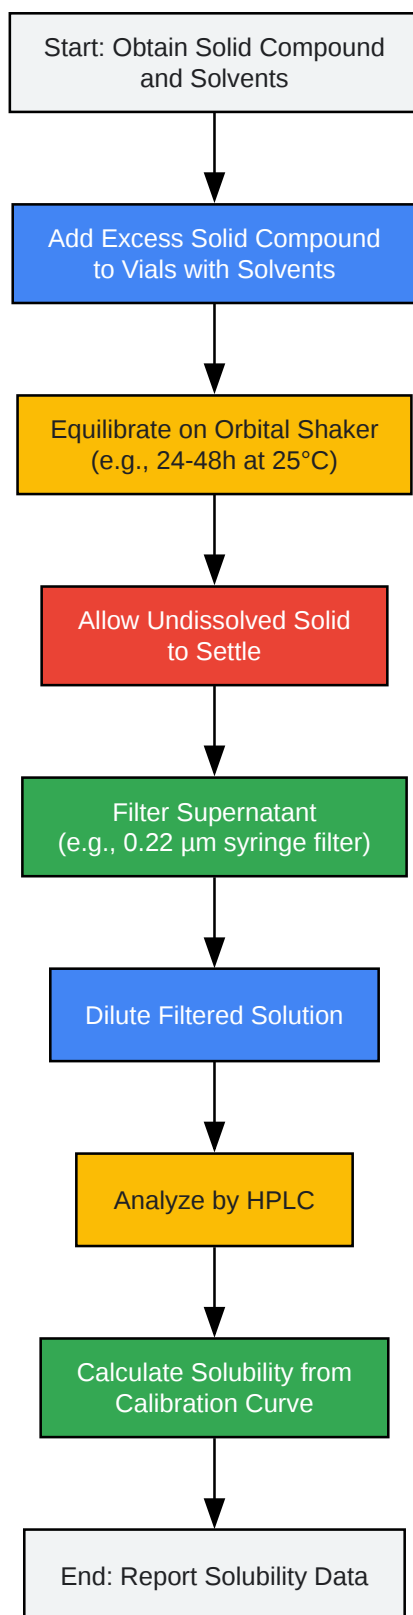 Start: Obtain Solid Compound
and Solvents
Add Excess Solid Compound
to Vials with Solvents
Equilibrate on Orbital Shaker
(e.g., 24-48h at 25°C)
Allow Undissolved Solid
to Settle
Filter Supernatant
(e.g., 0.22 µm syringe filter)
Dilute Filtered Solution
Analyze by HPLC
Calculate Solubility from
Calibration Curve
End: Report Solubility Data